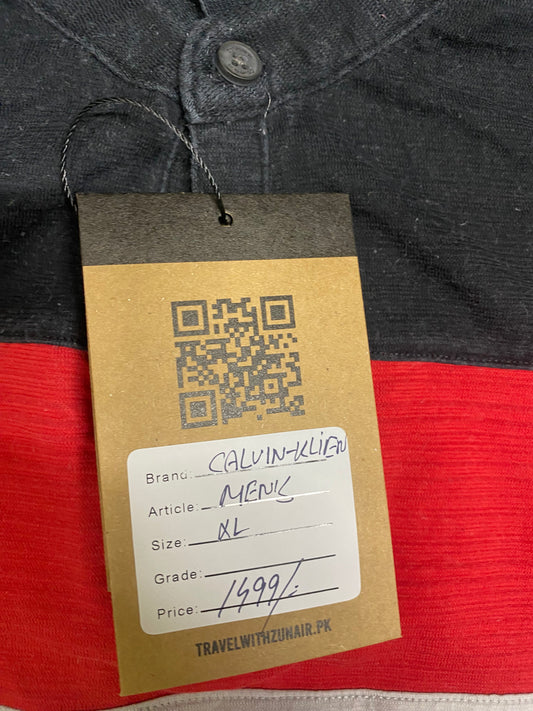 Brand: CALVIN-KLIEN
Article: MENS
Size: XL
Grade:
Price: 1499/-
TRAVELWITHZUNAIR.PK